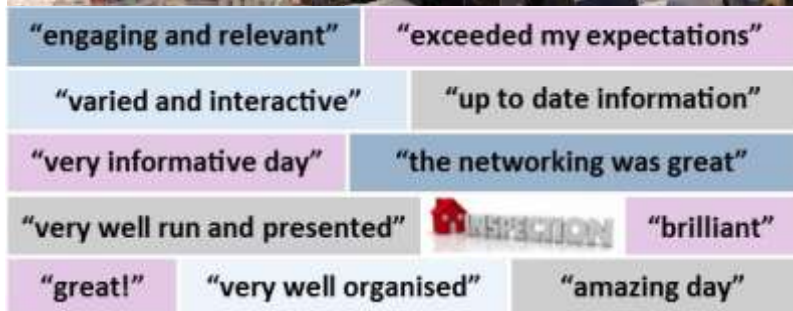 “engaging and relevant” “exceeded my expectations”
“varied and interactive” “up to date information”
“very informative day” “the networking was great”
“very well run and presented” INSPECTION “brilliant”
“great!” “very well organised” “amazing day”